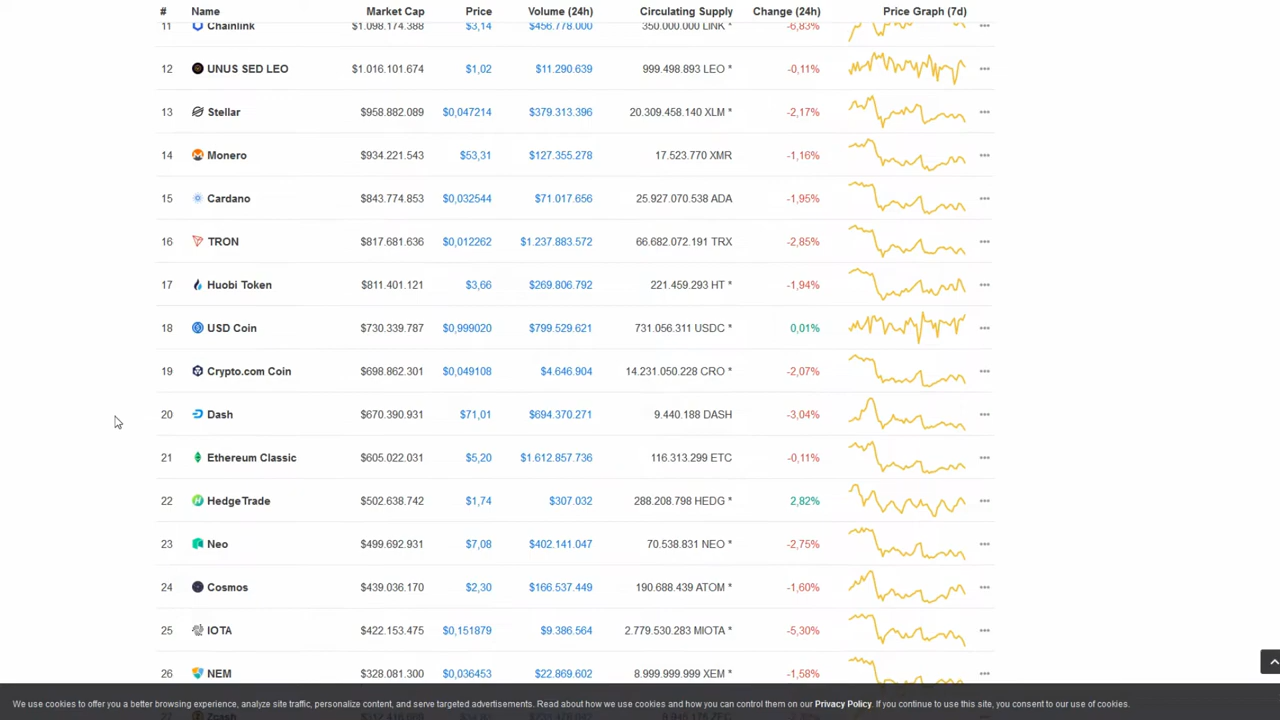 # Name Market Cap Price Volume (24h) Circulating Supply Change (24h) Price Graph (7d)
11 Chainlink $1.098.174.388 $3,14 $456.778.000 350.000.000 LINK * -6,83%
12 UNUS SED LEO $1.016.101.674 $1,02 $11.290.639 999.498.893 LEO * -0,11%
13 Stellar $958.882.089 $0,047214 $379.313.396 20.309.458.140 XLM * -2,17%
14 Monero $934.221.543 $53,31 $127.355.278 17.523.770 XMR -1,16%
15 Cardano $843.774.853 $0,032544 $71.017.656 25.927.070.538 ADA -1,95%
16 TRON $817.681.636 $0,012262 $1.237.883.572 66.682.072.191 TRX -2,85%
17 Huobi Token $811.401.121 $3,66 $269.806.792 221.459.293 HT * -1,94%
18 USD Coin $730.339.787 $0,999020 $799.529.621 731.056.311 USDC * 0,01%
19 Crypto.com Coin $698.862.301 $0,049108 $4.646.904 14.231.050.228 CRO * -2,07%
20 Dash $670.390.931 $71,01 $694.370.271 9.440.188 DASH -3,04%
21 Ethereum Classic $605.022.031 $5,20 $1.612.857.736 116.313.299 ETC -0,11%
22 HedgeTrade $502.638.742 $1,74 $307.032 288.208.798 HEDG * 2,82%
23 Neo $499.692.931 $7,08 $402.141.047 70.538.831 NEO * -2,75%
24 Cosmos $439.036.170 $2,30 $166.537.449 190.688.439 ATOM * -1,60%
25 IOTA $422.153.475 $0,151879 $9.386.564 2.779.530.283 MIOTA * -5,30%
26 NEM $328.081.300 $0,036453 $22.869.602 8.999.999.999 XEM * -1,58%
We use cookies to offer you a better browsing experience, analyze site traffic, personalize content, and serve targeted advertisements. Read about how we use cookies and how you can control them on our Privacy Policy. If you continue to use this site, you consent to our use of cookies.